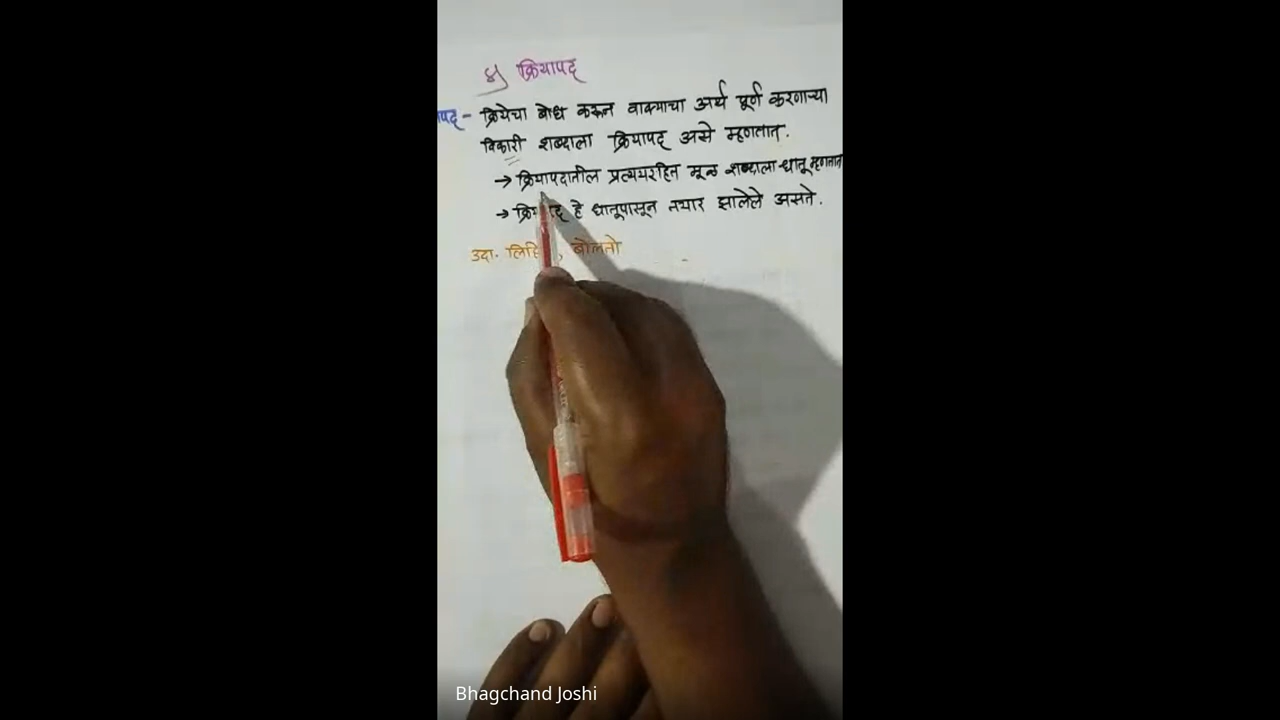 ४) क्रियापद
क्रियेचा बोध करून वाक्याचा अर्थ पूर्ण करणाऱ्या
विकारी शब्दाला क्रियापद असे म्हणतात.
→ क्रियापदातील प्रत्ययरहित मूळ शब्दाला धातू म्हणतात
→ हे धातूपासून तयार झालेले असते.
उदा. बोलतो
Bhagchand Joshi